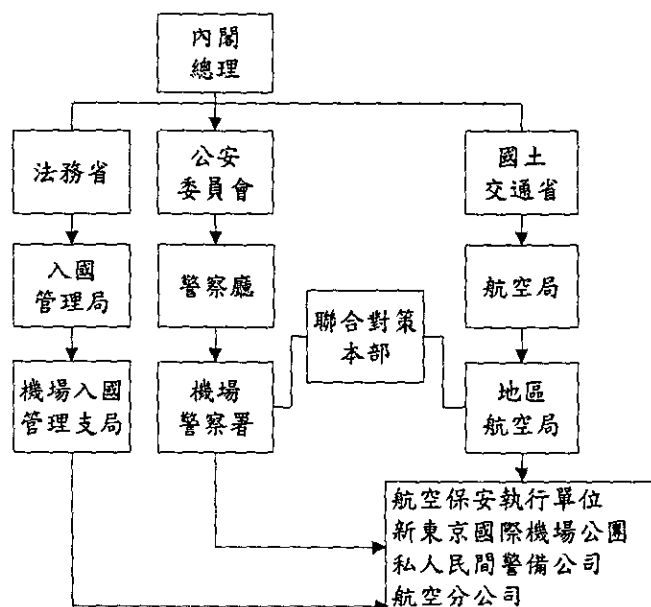 內閣
總理
法務省
公安
委員會
國土
交通省
入國
管理局
警察廳
航空局
聯合對策
本部
機場入國
管理支局
機場
警察署
地區
航空局
航空保安執行單位
新東京國際機場公團
私人民間警備公司
航空分公司